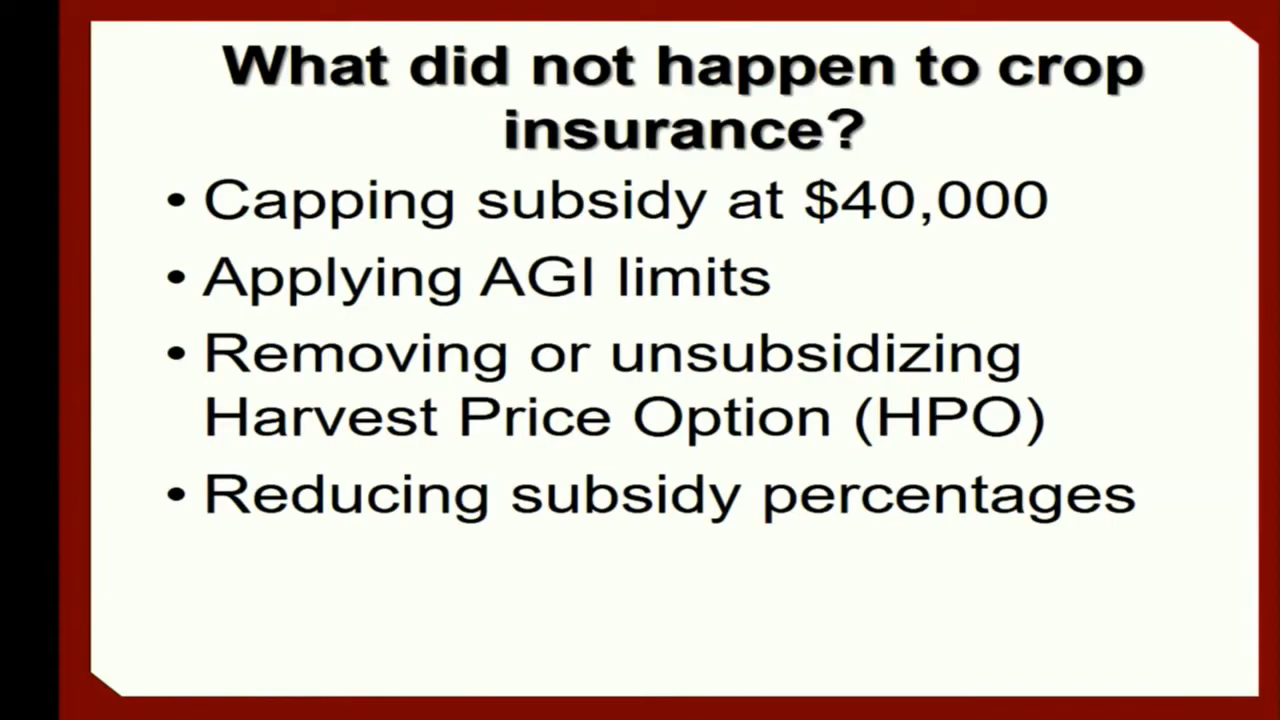 What did not happen to crop
insurance?
• Capping subsidy at $40,000
• Applying AGI limits
• Removing or unsubsidizing
Harvest Price Option (HPO)
• Reducing subsidy percentages